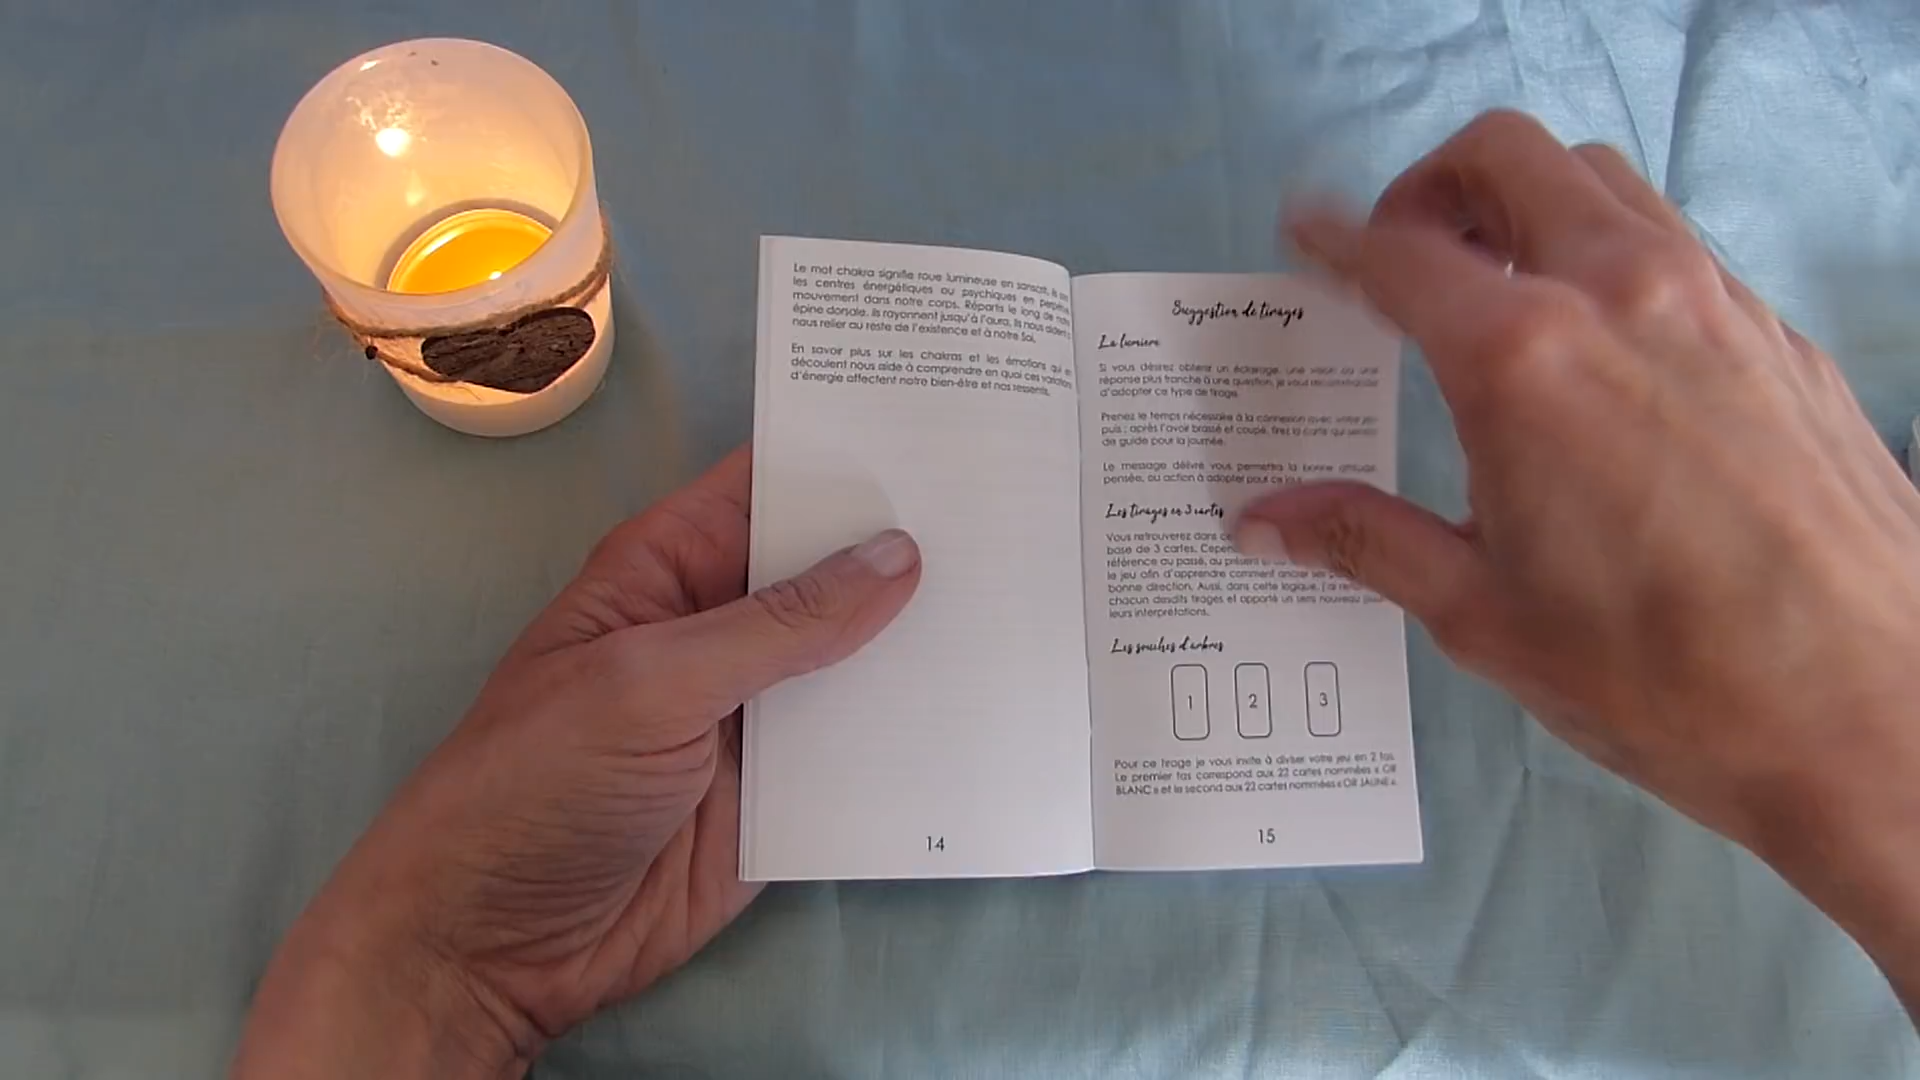 Le mot chakra signifie roue lumineuse en sanscrit, ils sont
les centres énergétiques ou psychiques en perpétuel
mouvement dans notre corps. Répartis le long de notre
épine dorsale, ils rayonnent jusqu'à l'aura, ils nous aident à
nous relier au reste de l'existence et à notre Soi.
En savoir plus sur les chakras et les émotions qui en
découlent nous aide à comprendre en quoi ces variations
d'énergie affectent notre bien-être et nos ressentis.
14
Suggestion de tirages
La lumiere
Si vous désirez obtenir un éclairage, une vision ou une
réponse plus tranche à une question, je vous recommande
d'adopter ce type de tirage.
Prenez le temps nécessaire à la connexion avec votre jeu
puis ; après l'avoir brassé et coupé, tirez la carte qui servira
de guide pour la journée.
Le message délivré vous permettra la bonne attitude,
pensée, ou action à adopter pour ce jour.
Les tirages en 3 cartes
Vous retrouverez dans ce
base de 3 cartes.
référence au passé, au présent
le jeu afin d'apprendre comment ancrer
bonne direction. Aussi, dans cette logique, j'ai
chacun desdits tirages et apporté un sens nouveau
leurs interprétations.
Les souches d'arbres
1 2 3
Pour ce tirage je vous invite à diviser votre jeu en 2 tas.
Le premier tas correspond aux 22 cartes nommées « OR
BLANC » et le second aux 22 cartes nommées « OR JAUNE ».
15